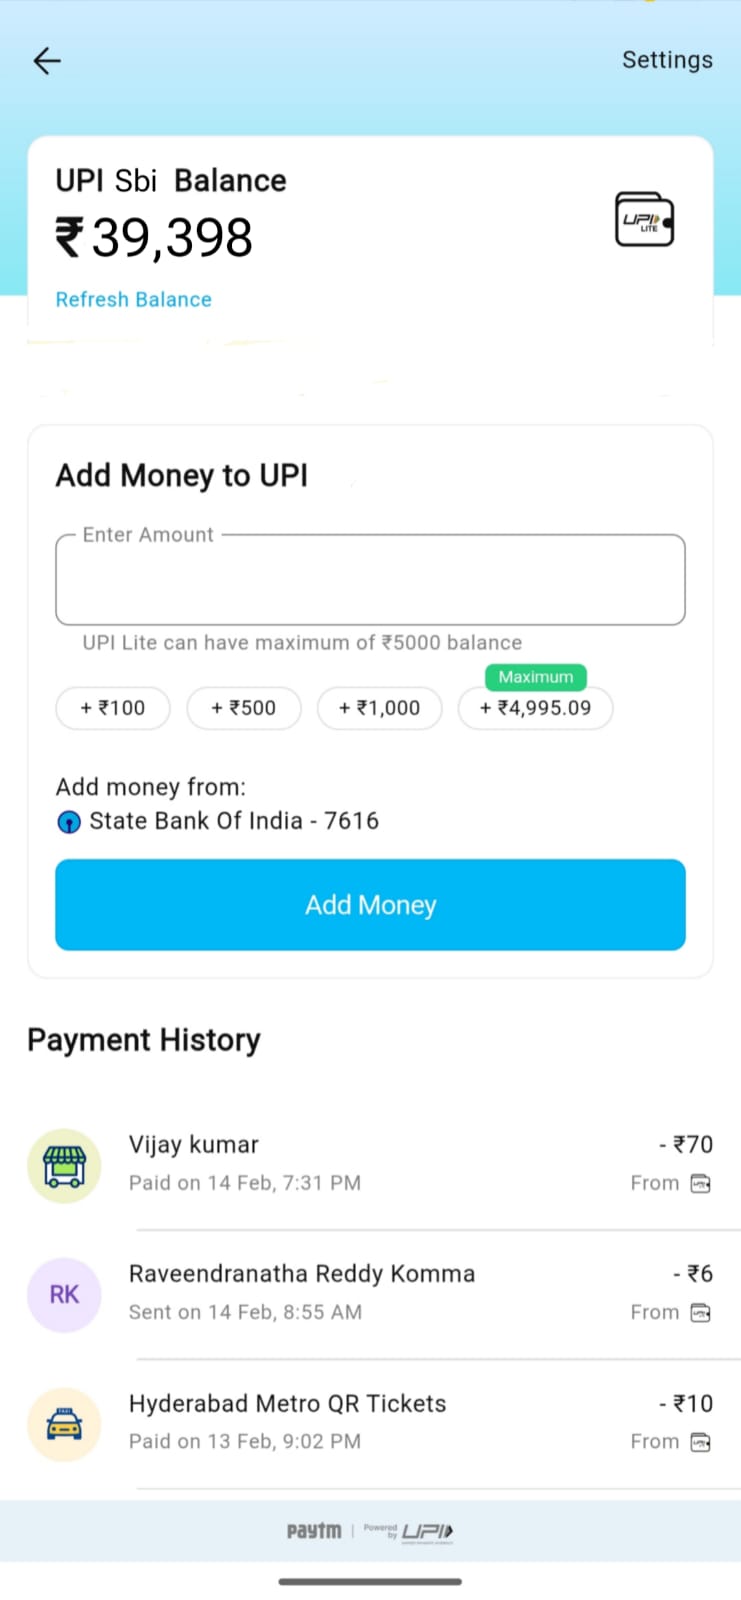 Settings
UPI Sbi Balance
₹39,398
UPI
LITE
Refresh Balance
Add Money to UPI
Enter Amount
UPI Lite can have maximum of ₹5000 balance
Maximum
+ ₹100
+ ₹500
+ ₹1,000
+ ₹4,995.09
Add money from:
State Bank Of India - 7616
Add Money
Payment History
Vijay kumar
- ₹70
Paid on 14 Feb, 7:31 PM
From
RK
Raveendranatha Reddy Komma
- ₹6
Sent on 14 Feb, 8:55 AM
From
Hyderabad Metro QR Tickets
- ₹10
Paid on 13 Feb, 9:02 PM
From
paytm | Powered by UPI